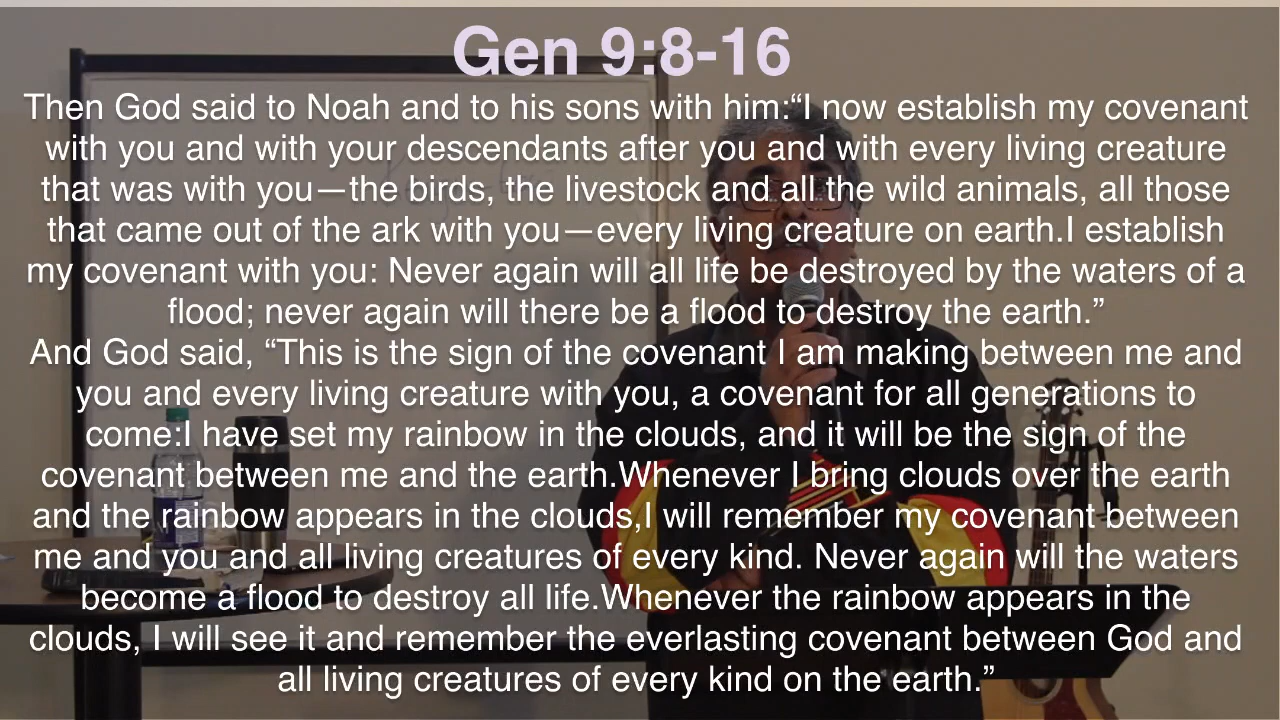 Gen 9:8-16
Then God said to Noah and to his sons with him:“I now establish my covenant
with you and with your descendants after you and with every living creature
that was with you—the birds, the livestock and all the wild animals, all those
that came out of the ark with you—every living creature on earth.I establish
my covenant with you: Never again will all life be destroyed by the waters of a
flood; never again will there be a flood to destroy the earth.”
And God said, “This is the sign of the covenant I am making between me and
you and every living creature with you, a covenant for all generations to
come:I have set my rainbow in the clouds, and it will be the sign of the
covenant between me and the earth.Whenever I bring clouds over the earth
and the rainbow appears in the clouds,I will remember my covenant between
me and you and all living creatures of every kind. Never again will the waters
become a flood to destroy all life.Whenever the rainbow appears in the
clouds, I will see it and remember the everlasting covenant between God and
all living creatures of every kind on the earth.”